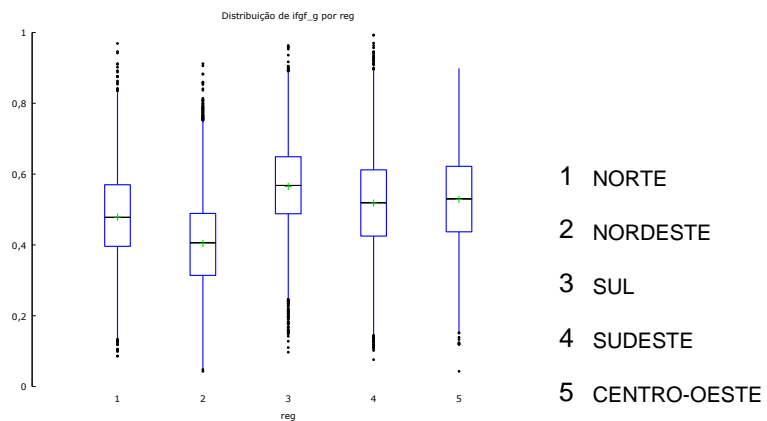 Distribuição de ifgf_g por reg
1
0,8
0,6
0,4
0,2
0
1 2 3 4 5
reg
1 NORTE
2 NORDESTE
3 SUL
4 SUDESTE
5 CENTRO-OESTE